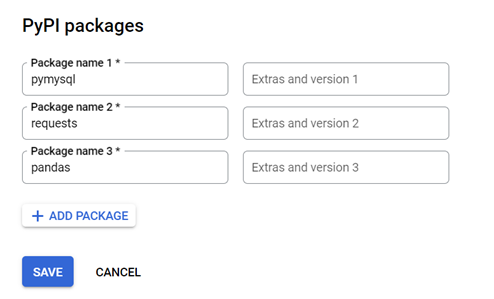 PyPI packages
Package name 1 *
pymysql
Extras and version 1
Package name 2 *
requests
Extras and version 2
Package name 3 *
pandas
Extras and version 3
+ ADD PACKAGE
SAVE CANCEL